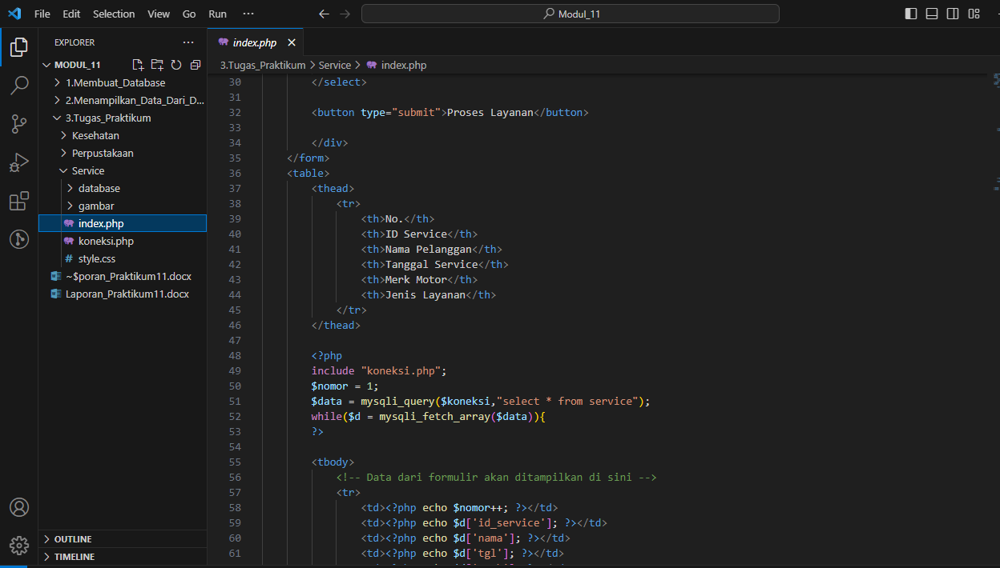 File Edit Selection View Go Run ··· Modul_11
EXPLORER ···
MODUL_11
1.Membuat_Database
2.Menampilkan_Data_Dari_D...
3.Tugas_Praktikum
Kesehatan
Perpustakaan
Service
database
gambar
index.php
koneksi.php
# style.css
~$poran_Praktikum11.docx
Laporan_Praktikum11.docx
OUTLINE
TIMELINE
index.php
3.Tugas_Praktikum > Service > index.php
30 </select>
31
32 <button type="submit">Proses Layanan</button>
33
34 </div>
35 </form>
36 <table>
37 <thead>
38 <tr>
39 <th>No.</th>
40 <th>ID Service</th>
41 <th>Nama Pelanggan</th>
42 <th>Tanggal Service</th>
43 <th>Merk Motor</th>
44 <th>Jenis Layanan</th>
45 </tr>
46 </thead>
47
48 <?php
49 include "koneksi.php";
50 $nomor = 1;
51 $data = mysqli_query($koneksi,"select * from service");
52 while($d = mysqli_fetch_array($data)){
53 ?>
54
55 <tbody>
56 <!-- Data dari formulir akan ditampilkan di sini -->
57 <tr>
58 <td><?php echo $nomor++; ?></td>
59 <td><?php echo $d['id_service']; ?></td>
60 <td><?php echo $d['nama']; ?></td>
61 <td><?php echo $d['tgl']; ?></td>